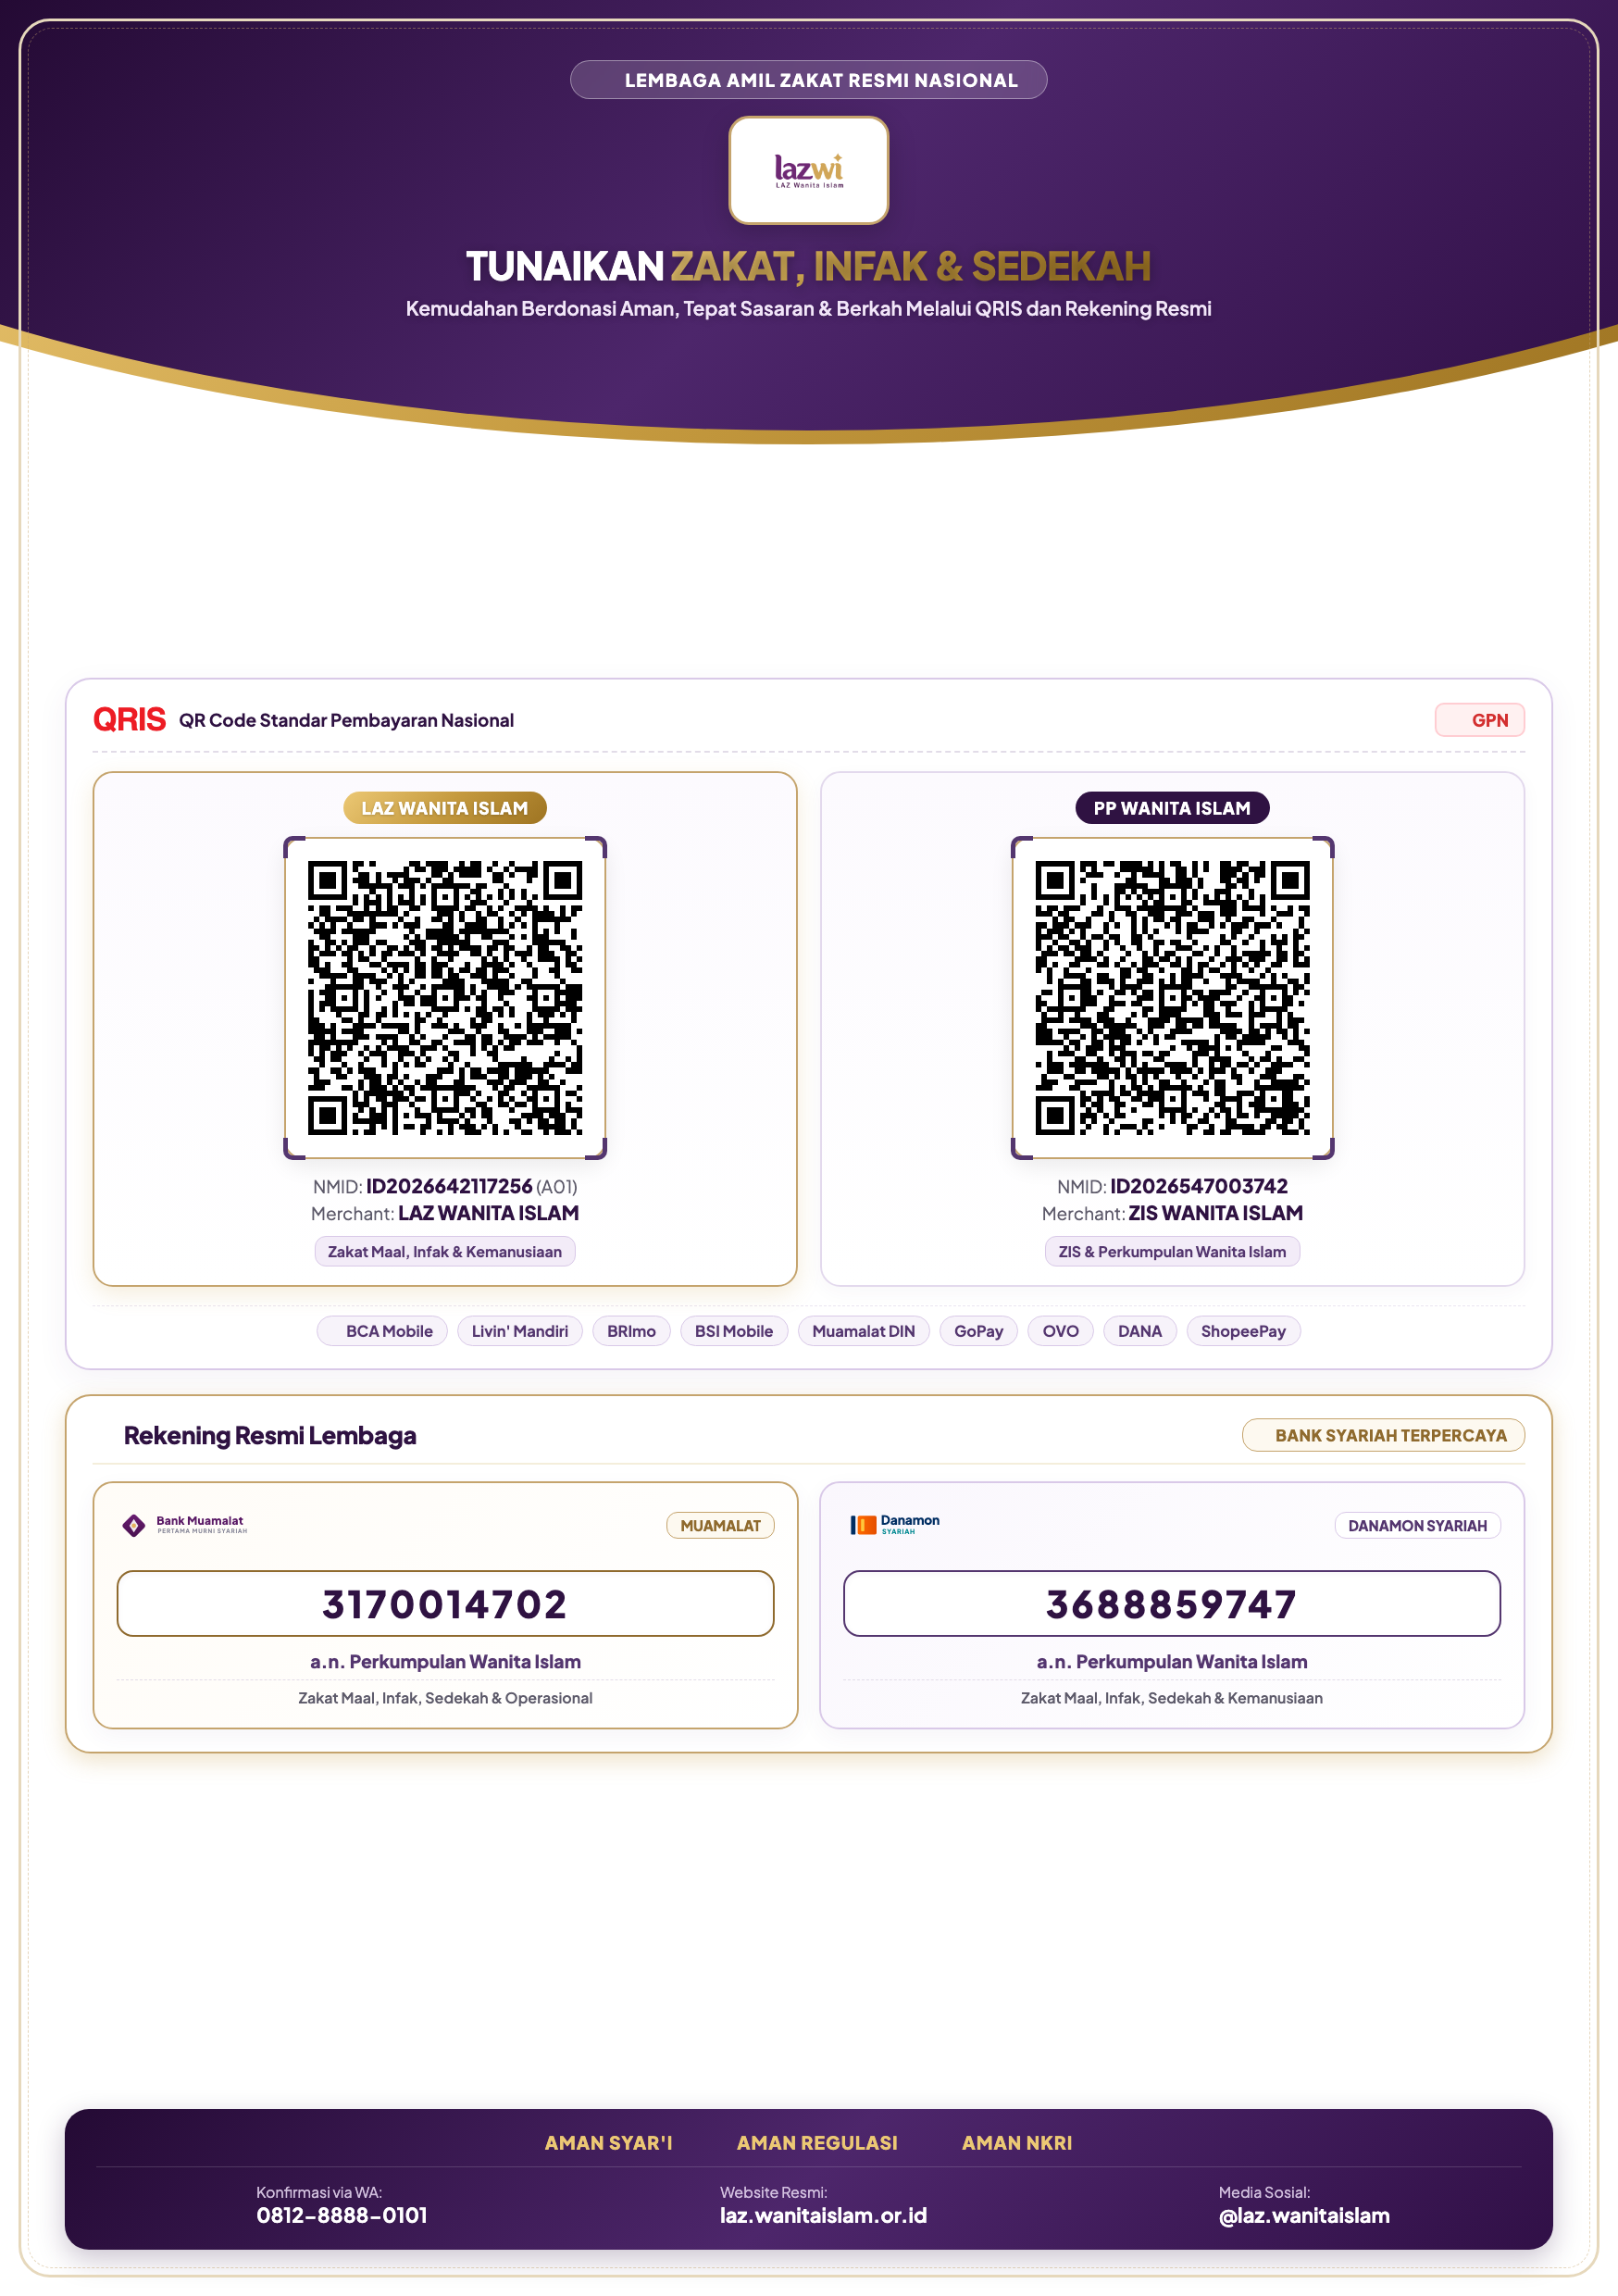 LEMBAGA AMIL ZAKAT RESMI NASIONAL
lazwi
LAZ Wanita Islam
TUNAIKAN ZAKAT, INFAK & SEDEKAH
Kemudahan Berdonasi Aman, Tepat Sasaran & Berkah Melalui QRIS dan Rekening Resmi
QRIS QR Code Standar Pembayaran Nasional
GPN
LAZ WANITA ISLAM
NMID: ID2026642117256 (A01)
Merchant: LAZ WANITA ISLAM
Zakat Maal, Infak & Kemanusiaan
PP WANITA ISLAM
NMID: ID2026547003742
Merchant: ZIS WANITA ISLAM
ZIS & Perkumpulan Wanita Islam
BCA Mobile Livin' Mandiri BRImo BSI Mobile Muamalat DIN GoPay OVO DANA ShopeePay
Rekening Resmi Lembaga
BANK SYARIAH TERPERCAYA
Bank Muamalat
PERTAMA MURNI SYARIAH
MUAMALAT
3170014702
a.n. Perkumpulan Wanita Islam
Zakat Maal, Infak, Sedekah & Operasional
Danamon
SYARIAH
DANAMON SYARIAH
3688859747
a.n. Perkumpulan Wanita Islam
Zakat Maal, Infak, Sedekah & Kemanusiaan
AMAN SYAR'I AMAN REGULASI AMAN NKRI
Konfirmasi via WA:
0812-8888-0101
Website Resmi:
laz.wanitaislam.or.id
Media Sosial:
@laz.wanitaislam